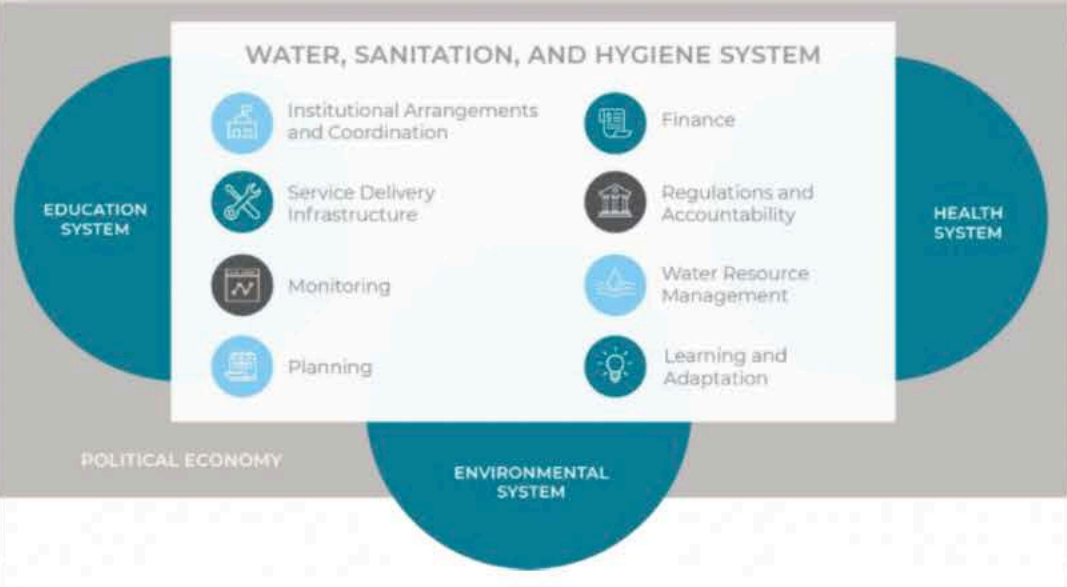 WATER, SANITATION, AND HYGIENE SYSTEM
Institutional Arrangements
and Coordination
Service Delivery
Infrastructure
Monitoring
Planning
Finance
Regulations and
Accountability
Water Resource
Management
Learning and
Adaptation
EDUCATION
SYSTEM
HEALTH
SYSTEM
POLITICAL ECONOMY
ENVIRONMENTAL
SYSTEM